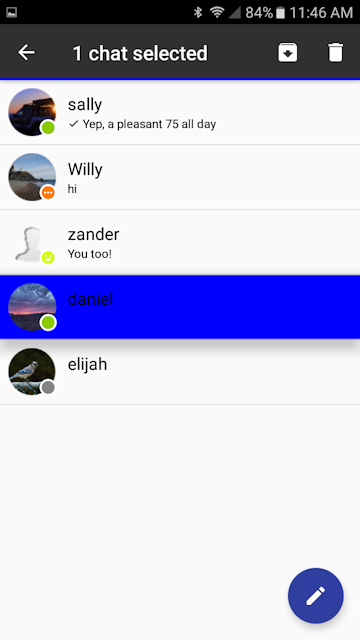 84% 11:46 AM
1 chat selected
sally
✓ Yep, a pleasant 75 all day
Willy
hi
zander
You too!
daniel
elijah